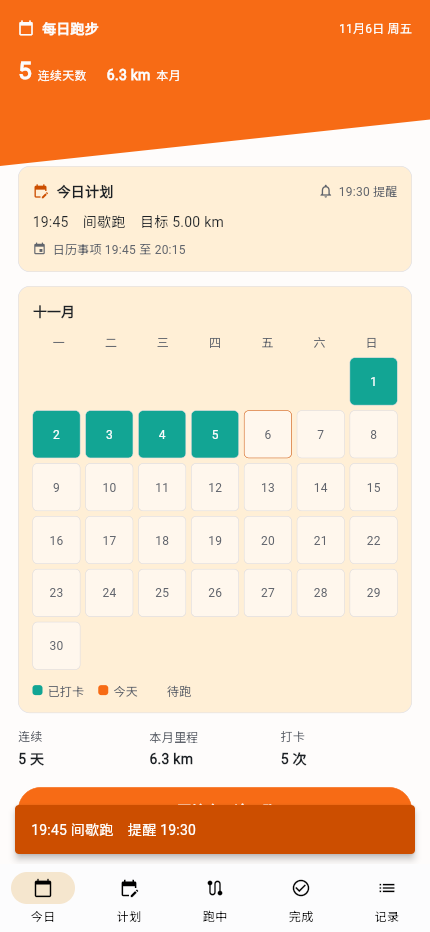 每日跑步 11月6日 周五
5 连续天数 6.3 km 本月
今日计划 19:30 提醒
19:45 间歇跑 目标 5.00 km
日历事项 19:45 至 20:15
十一月
一 二 三 四 五 六 日
1
2 3 4 5 6 7 8
9 10 11 12 13 14 15
16 17 18 19 20 21 22
23 24 25 26 27 28 29
30
已打卡 今天 待跑
连续 本月里程 打卡
5 天 6.3 km 5 次
19:45 间歇跑 提醒 19:30
今日 计划 跑中 完成 记录